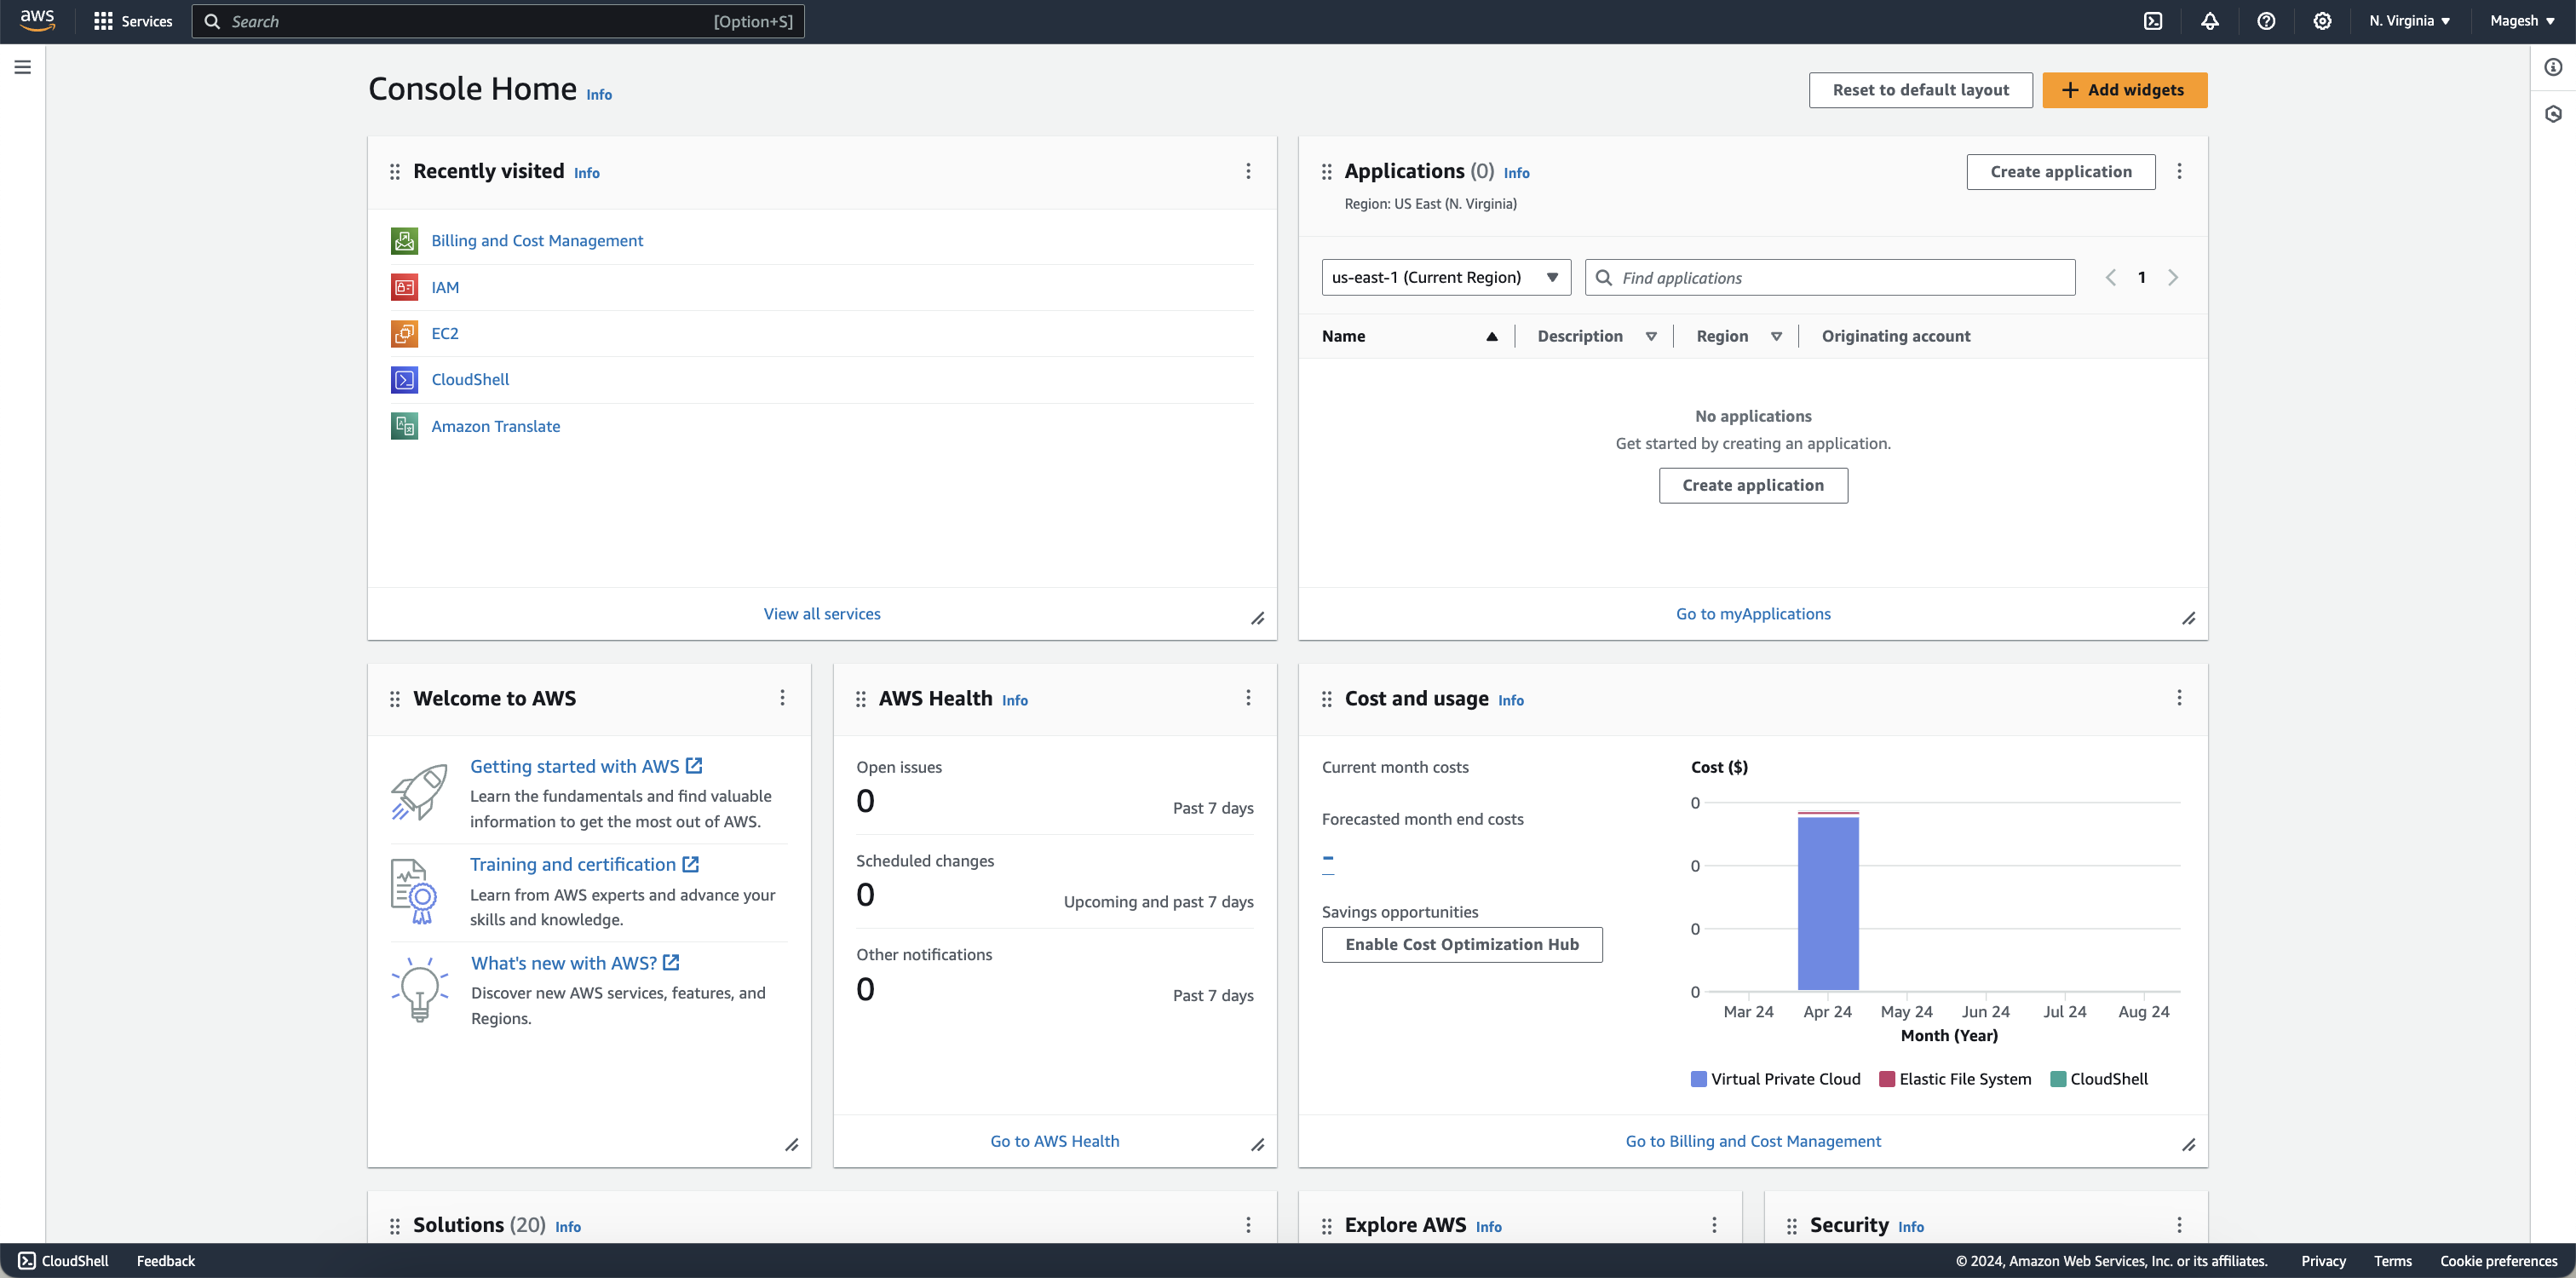 aws
Services
Search [Option+S]
N. Virginia
Magesh
Console Home Info
Reset to default layout
Add widgets
Recently visited Info
Billing and Cost Management
IAM
EC2
CloudShell
Amazon Translate
View all services
Applications (0) Info
Region: US East (N. Virginia)
Create application
us-east-1 (Current Region)
Find applications
1
Name Description Region Originating account
No applications
Get started by creating an application.
Create application
Go to myApplications
Welcome to AWS
Getting started with AWS
Learn the fundamentals and find valuable
information to get the most out of AWS.
Training and certification
Learn from AWS experts and advance your
skills and knowledge.
What's new with AWS?
Discover new AWS services, features, and
Regions.
AWS Health Info
Open issues
0 Past 7 days
Scheduled changes
0 Upcoming and past 7 days
Other notifications
0 Past 7 days
Go to AWS Health
Cost and usage Info
Current month costs
Forecasted month end costs
-
Savings opportunities
Enable Cost Optimization Hub
Cost ($)
0
0
0
0
Mar 24 Apr 24 May 24 Jun 24 Jul 24 Aug 24
Month (Year)
Virtual Private Cloud Elastic File System CloudShell
Go to Billing and Cost Management
Solutions (20) Info
Explore AWS Info
Security Info
CloudShell Feedback
© 2024, Amazon Web Services, Inc. or its affiliates. Privacy Terms Cookie preferences